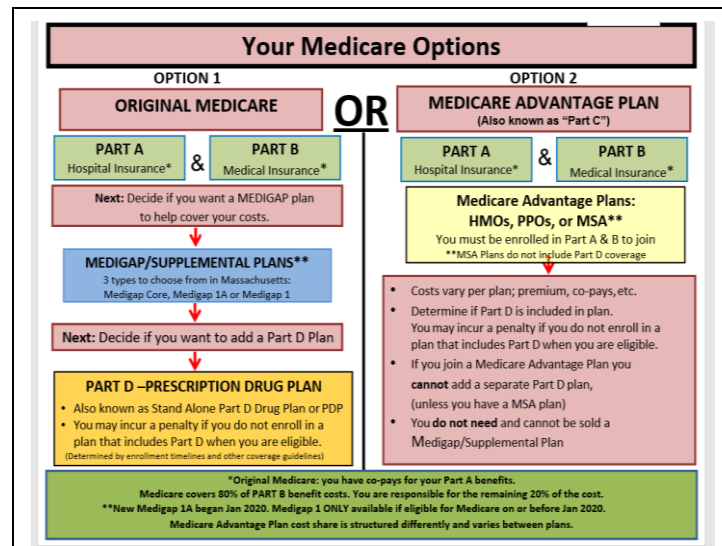 Your Medicare Options
OPTION 1
ORIGINAL MEDICARE
PART A
Hospital Insurance*
&
PART B
Medical Insurance*
Next: Decide if you want a MEDIGAP plan
to help cover your costs.
MEDIGAP/SUPPLEMENTAL PLANS**
3 types to choose from in Massachusetts:
Medigap Core, Medigap 1A or Medigap 1
Next: Decide if you want to add a Part D Plan
PART D –PRESCRIPTION DRUG PLAN
• Also known as Stand Alone Part D Drug Plan or PDP
• You may incur a penalty if you do not enroll in a
plan that includes Part D when you are eligible.
(Determined by enrollment timelines and other coverage guidelines)
OR
OPTION 2
MEDICARE ADVANTAGE PLAN
(Also known as “Part C”)
PART A
Hospital Insurance*
&
PART B
Medical Insurance*
Medicare Advantage Plans:
HMOs, PPOs, or MSA**
You must be enrolled in Part A & B to join
**MSA Plans do not include Part D coverage
• Costs vary per plan; premium, co-pays,etc.
• Determine if Part D is included in plan.
You may incur a penalty if you do not enroll in a
plan that includes Part D when you are eligible.
• If you join a Medicare Advantage Plan you
cannot add a separate Part D plan,
(unless you have a MSA plan)
• You do not need and cannot be sold a
Medigap/Supplemental Plan
*Original Medicare: you have co-pays for your Part A benefits.
Medicare covers 80% of PART B benefit costs. You are responsible for the remaining 20% of the cost.
**New Medigap 1A began Jan 2020. Medigap 1 ONLY available if eligible for Medicare on or before Jan 2020.
Medicare Advantage Plan cost share is structured differently and varies between plans.